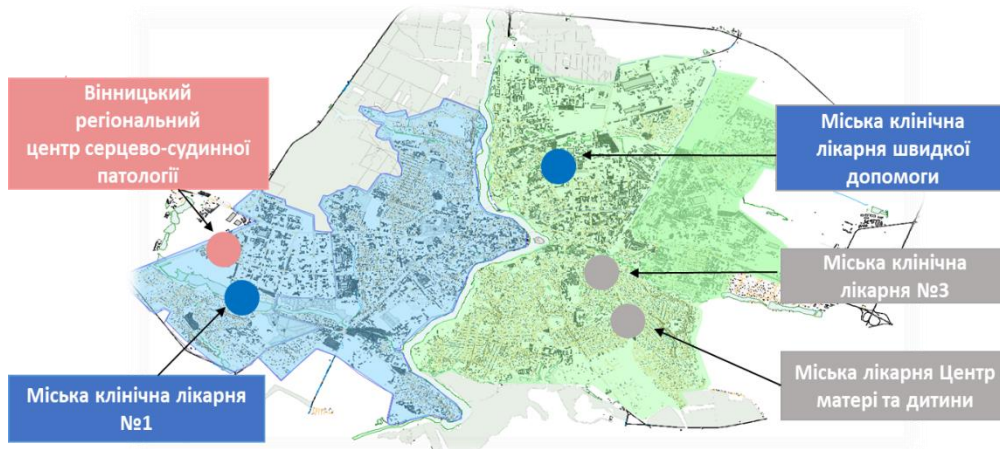 Вінницький
регіональний
центр серцево-судинної
патології
Міська клінічна
лікарня швидкої
допомоги
Міська клінічна
лікарня №3
Міська клінічна лікарня
№1
Міська лікарня Центр
матері та дитини